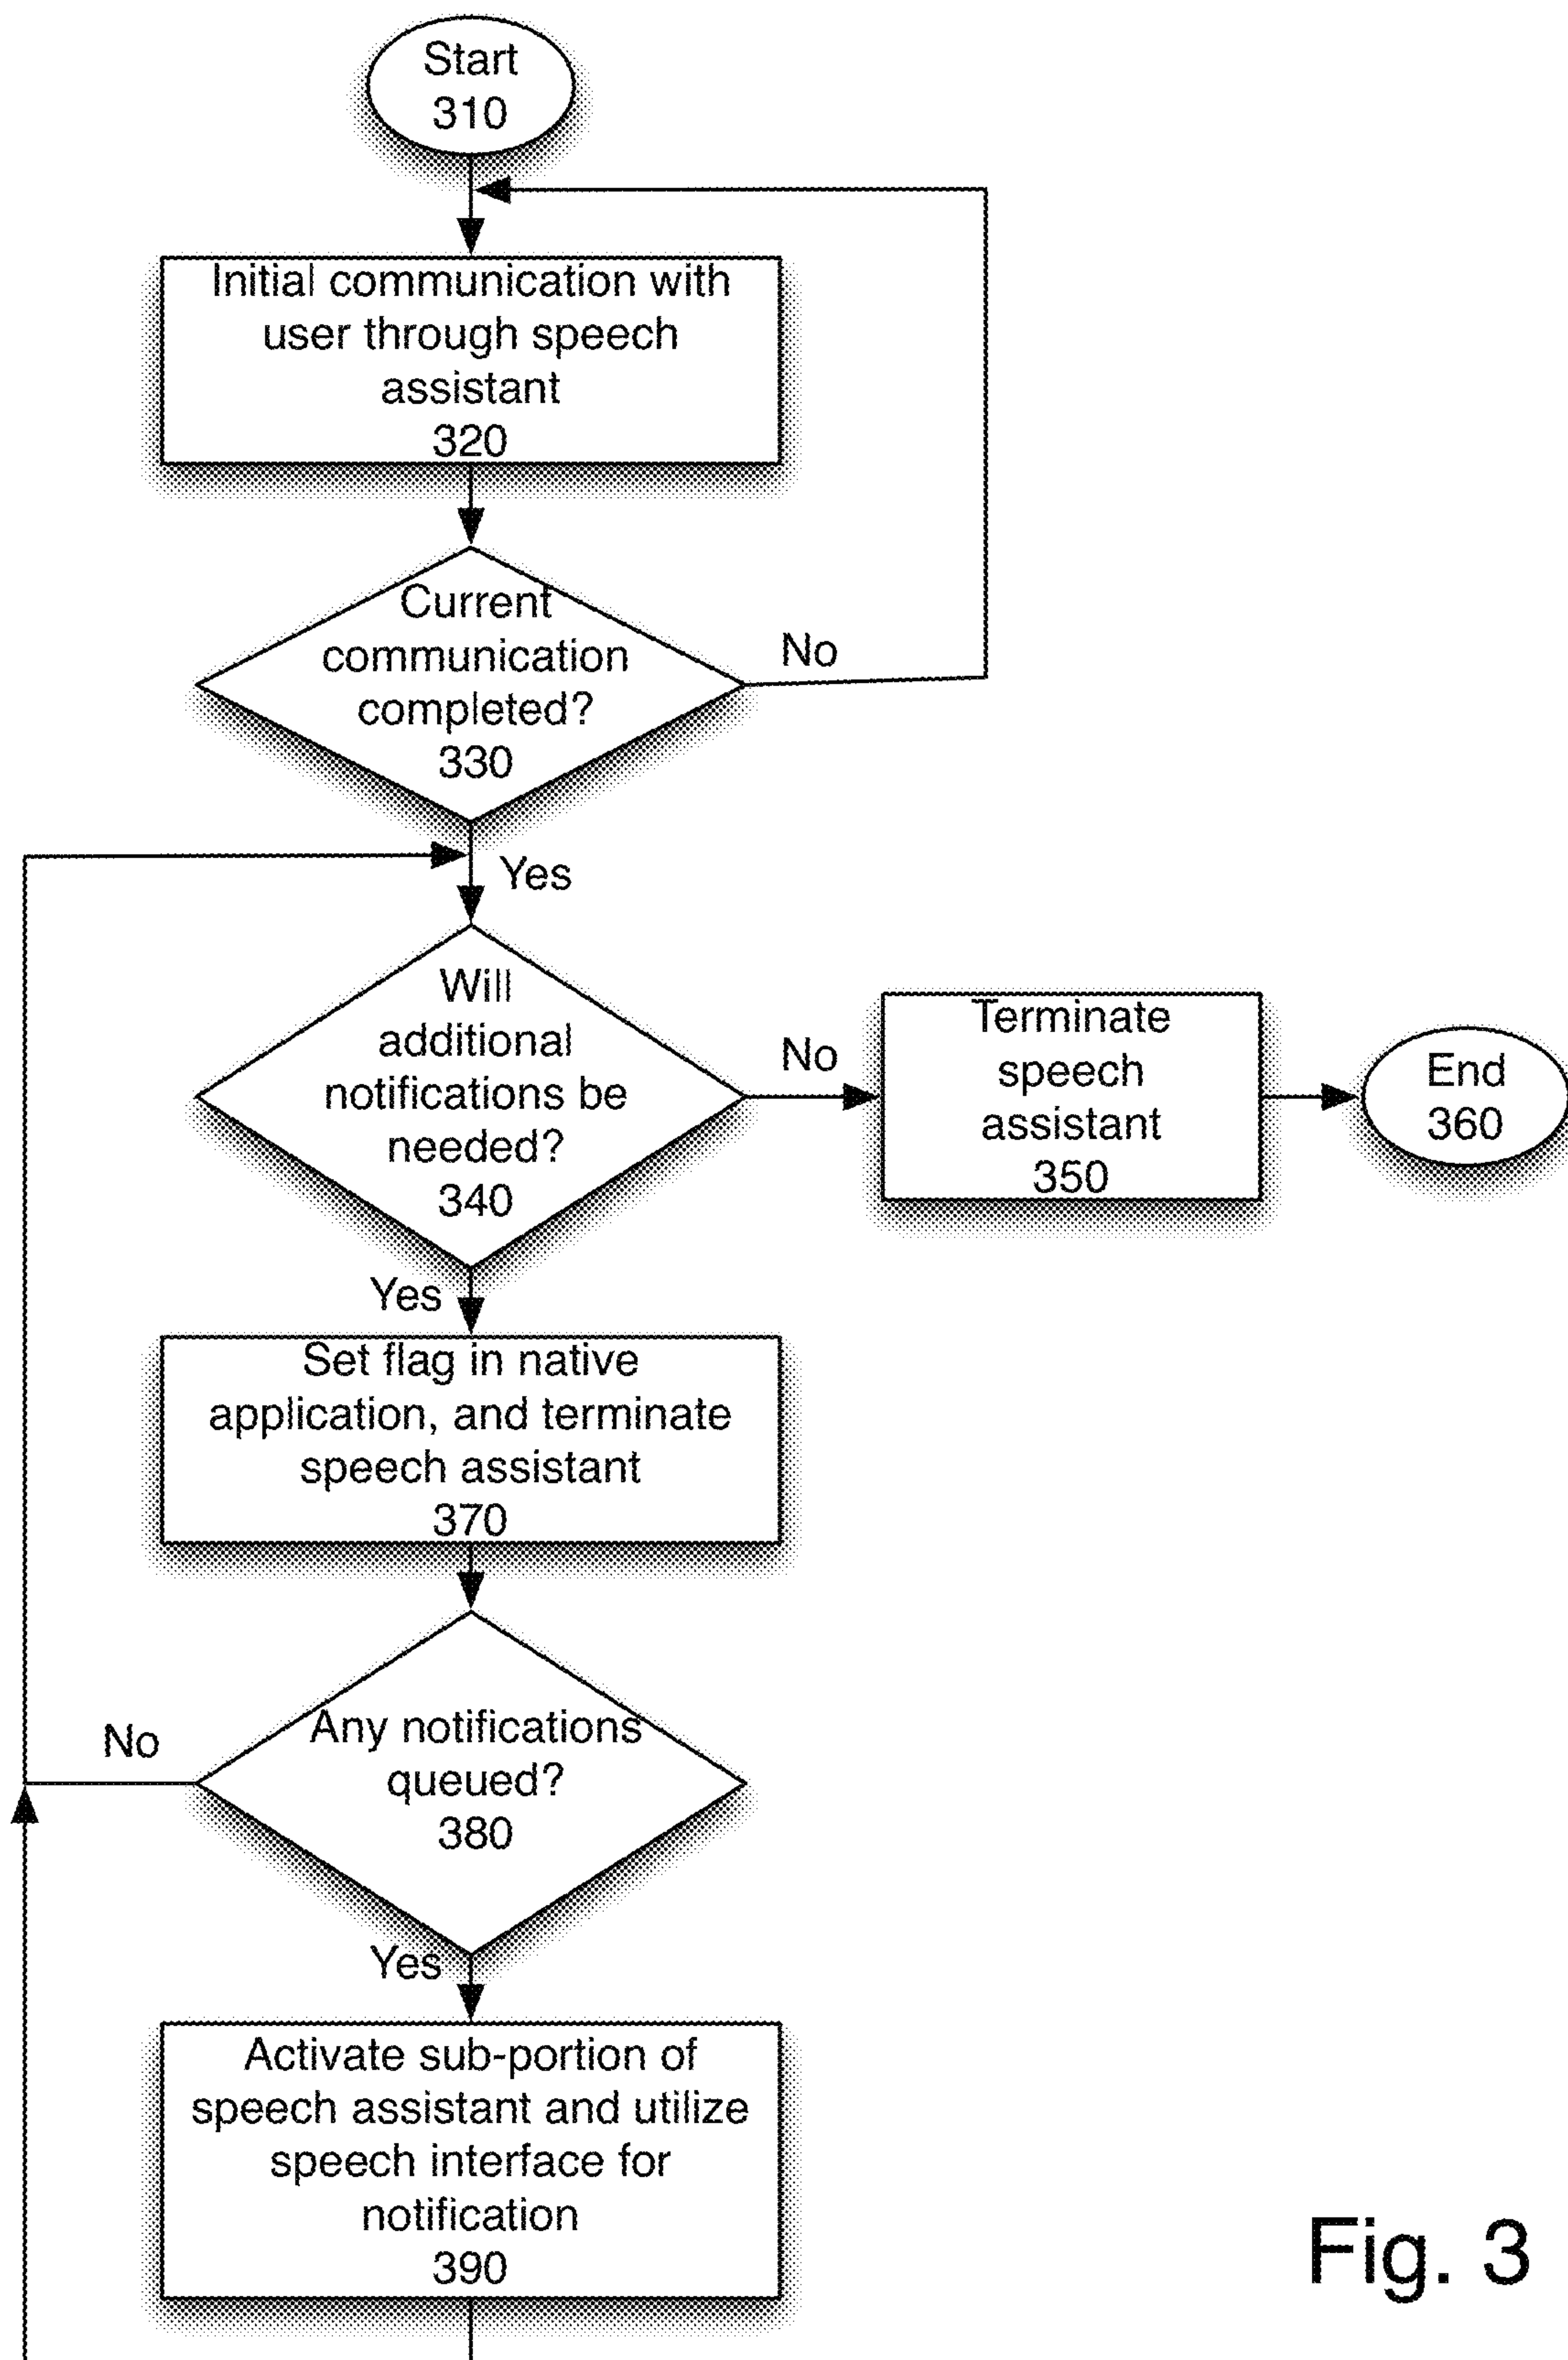 Start
310
Initial communication with
user through speech
assistant
320
Current
communication
completed?
330
No
Yes
Will
additional
notifications be
needed?
340
No
Terminate
speech
assistant
350
End
360
Yes
Set flag in native
application, and terminate
speech assistant
370
Any notifications
queued?
380
No
Yes
Activate sub-portion of
speech assistant and utilize
speech interface for
notification
390
Fig. 3